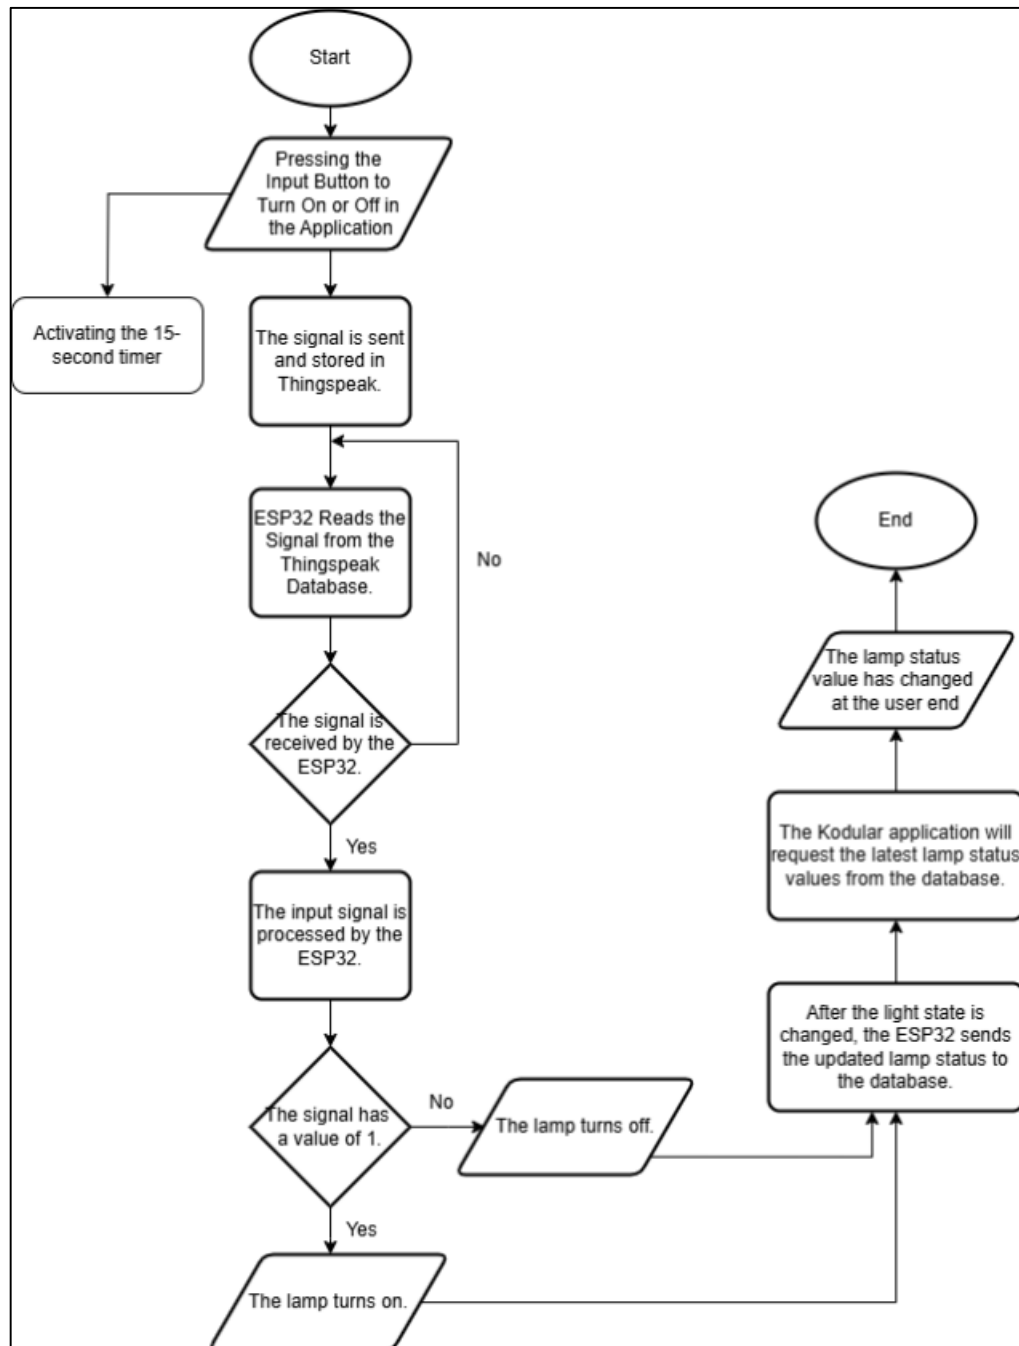 Start
Pressing the
Input Button to
Turn On or Off in
the Application
Activating the 15-
second timer
The signal is sent
and stored in
Thingspeak.
ESP32 Reads the
Signal from the
Thingspeak
Database.
No
The signal is
received by the
ESP32.
Yes
The input signal is
processed by the
ESP32.
The signal has
a value of 1.
No
The lamp turns off.
Yes
The lamp turns on.
After the light state is
changed, the ESP32 sends
the updated lamp status to
the database.
The Kodular application will
request the latest lamp status
values from the database.
The lamp status
value has changed
at the user end
End